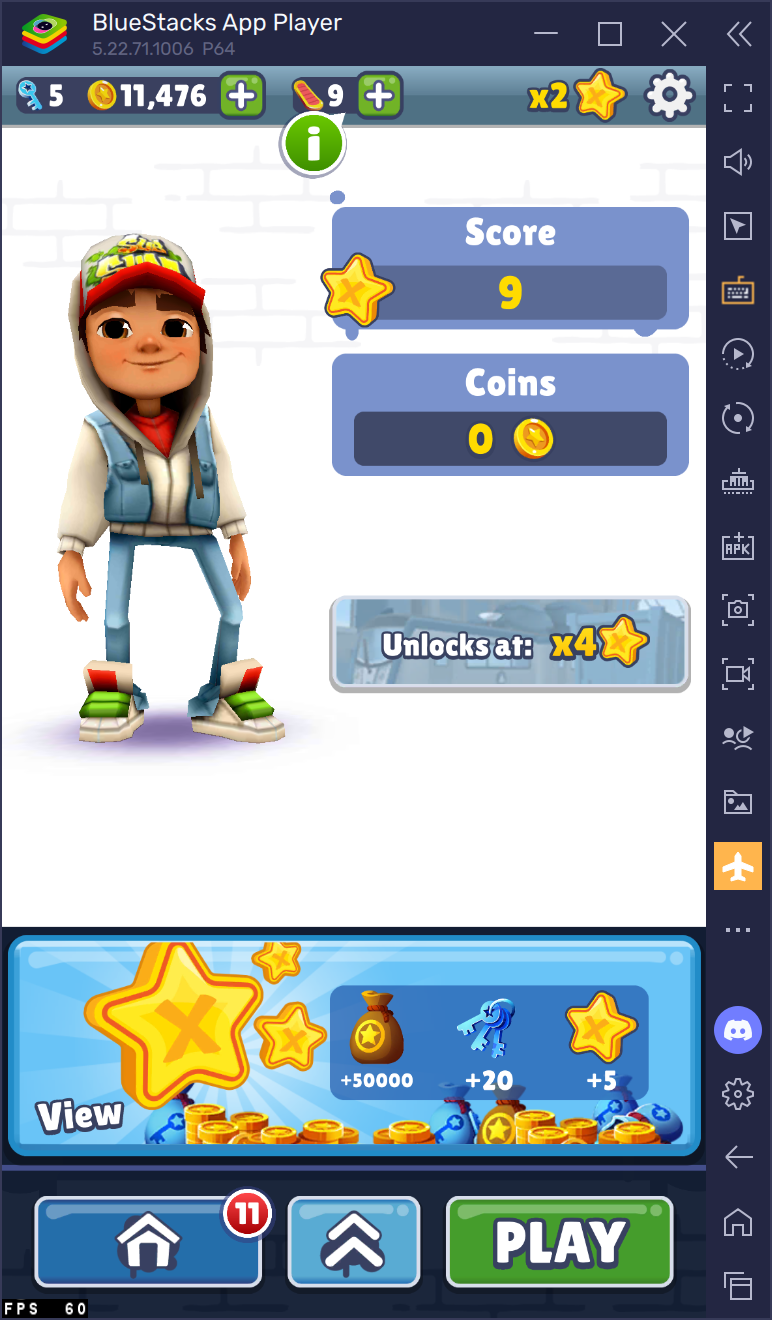 BlueStacks App Player
5.22.71.1006 P64
5 11,476 9 x2
i
Score
9
Coins
0
Unlocks at: x4
APK
+50000 +20 +5
View
11
PLAY
FPS 60